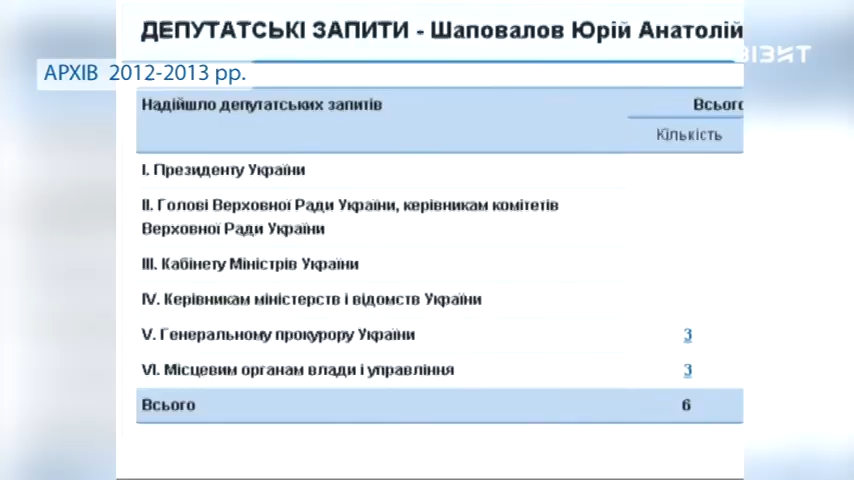 ДЕПУТАТСЬКІ ЗАПИТИ - Шаповалов Юрій Анатолій
ВІЗИТ
АРХІВ 2012-2013 рр.
Надійшло депутатських запитів Всього
Кількість
I. Президенту України
II. Голові Верховної Ради України, керівникам комітетів
Верховної Ради України
III. Кабінету Міністрів України
IV. Керівникам міністерств і відомств України
V. Генеральному прокурору України 3
VI. Місцевим органам влади і управління 3
Всього 6